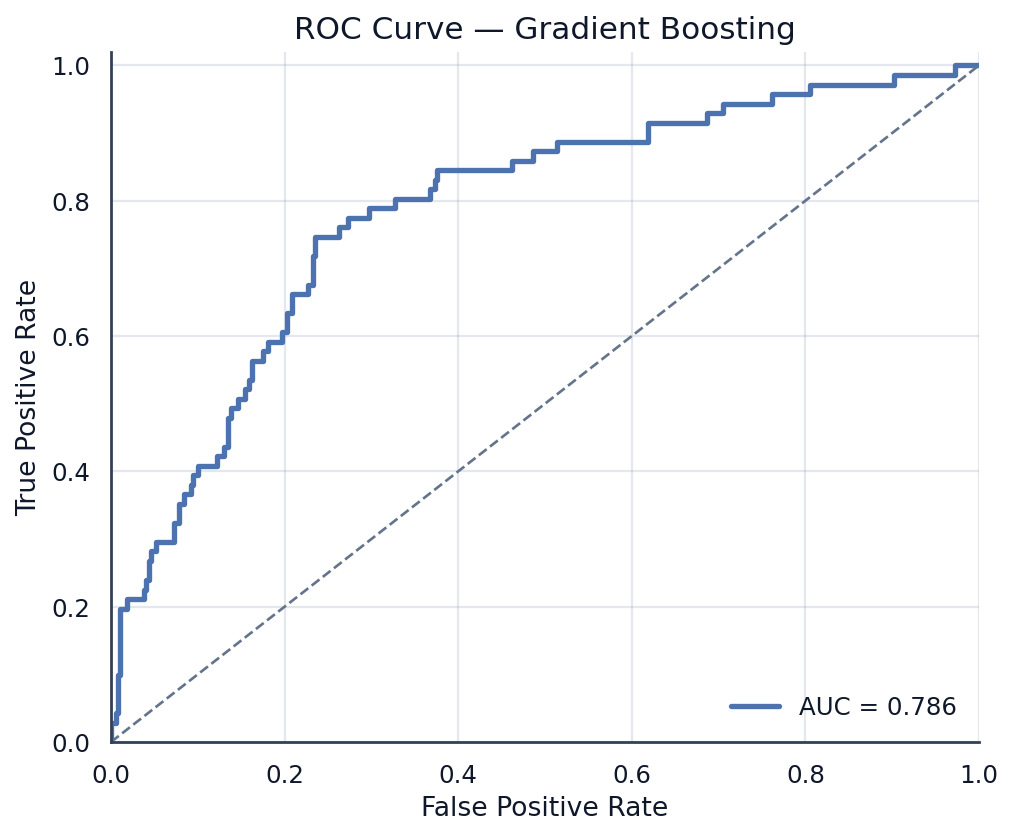 ROC Curve — Gradient Boosting
True Positive Rate
1.0
0.8
0.6
0.4
0.2
0.0
0.0 0.2 0.4 0.6 0.8 1.0
False Positive Rate
AUC = 0.786